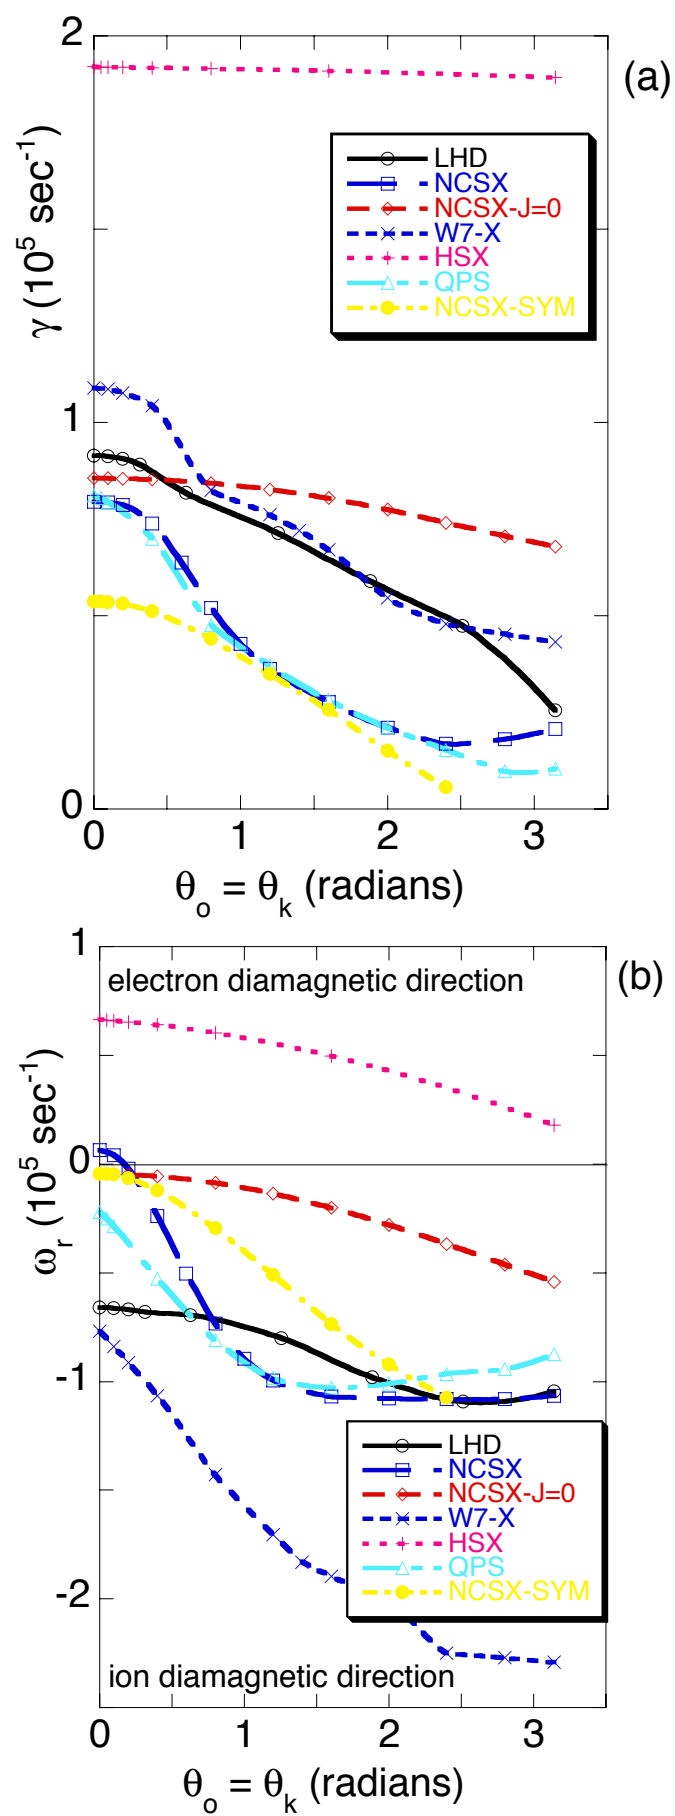 2
(a)
LHD
NCSX
NCSX-J=0
W7-X
HSX
QPS
NCSX-SYM
γ (10⁵ sec⁻¹)
1
0
0 1 2 3
θₒ = θₖ (radians)
1
electron diamagnetic direction
(b)
ωᵣ (10⁵ sec⁻¹)
0
-1
LHD
NCSX
NCSX-J=0
W7-X
HSX
QPS
NCSX-SYM
-2
ion diamagnetic direction
0 1 2 3
θₒ = θₖ (radians)